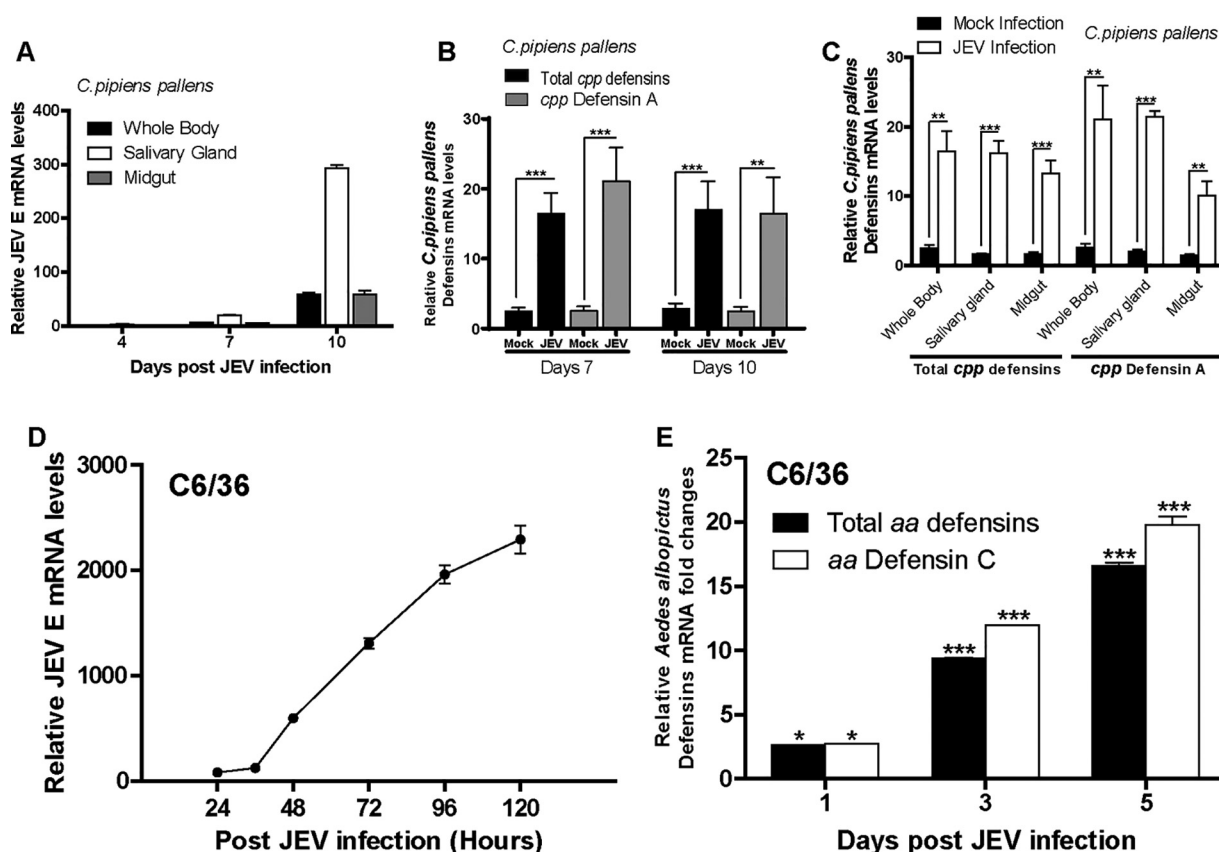 A
C.pipiens pallens
Whole Body
Salivary Gland
Midgut
Relative JEV E mRNA levels
400
300
200
100
0
4 7 10
Days post JEV infection
B
C.pipiens pallens
Total cpp defensins
cpp Defensin A
Relative C.pipiens pallens
Defensins mRNA levels
30
20
10
0
*** *** *** **
Mock JEV Mock JEV Mock JEV Mock JEV
Days 7 Days 10
C
Mock Infection
JEV Infection
C.pipiens pallens
Relative C.pipiens pallens
Defensins mRNA levels
30
20
10
0
** *** *** ** *** **
Whole Body Salivary gland Midgut Whole Body Salivary gland Midgut
Total cpp defensins cpp Defensin A
D
C6/36
Relative JEV E mRNA levels
3000
2000
1000
0
24 48 72 96 120
Post JEV infection (Hours)
E
C6/36
Total aa defensins
aa Defensin C
Relative Aedes albopictus
Defensins mRNA fold changes
25
20
15
10
5
0
* * *** *** *** ***
1 3 5
Days post JEV infection